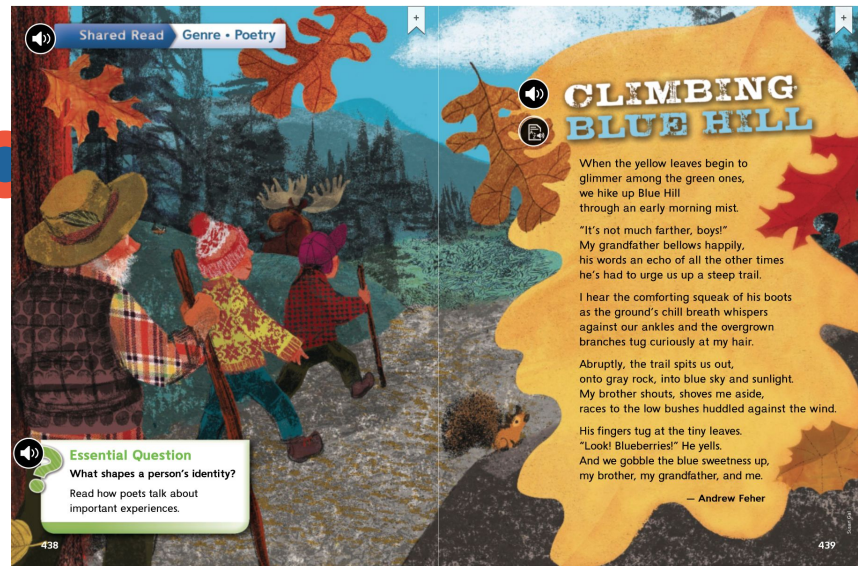 Shared Read Genre • Poetry
Essential Question
What shapes a person's identity?
Read how poets talk about
important experiences.
438
CLIMBING
BLUE HILL
When the yellow leaves begin to
glimmer among the green ones,
we hike up Blue Hill
through an early morning mist.
"It's not much farther, boys!"
My grandfather bellows happily,
his words an echo of all the other times
he's had to urge us up a steep trail.
I hear the comforting squeak of his boots
as the ground's chill breath whispers
against our ankles and the overgrown
branches tug curiously at my hair.
Abruptly, the trail spits us out,
onto gray rock, into blue sky and sunlight.
My brother shouts, shoves me aside,
races to the low bushes huddled against the wind.
His fingers tug at the tiny leaves.
"Look! Blueberries!" He yells.
And we gobble the blue sweetness up,
my brother, my grandfather, and me.
— Andrew Feher
439